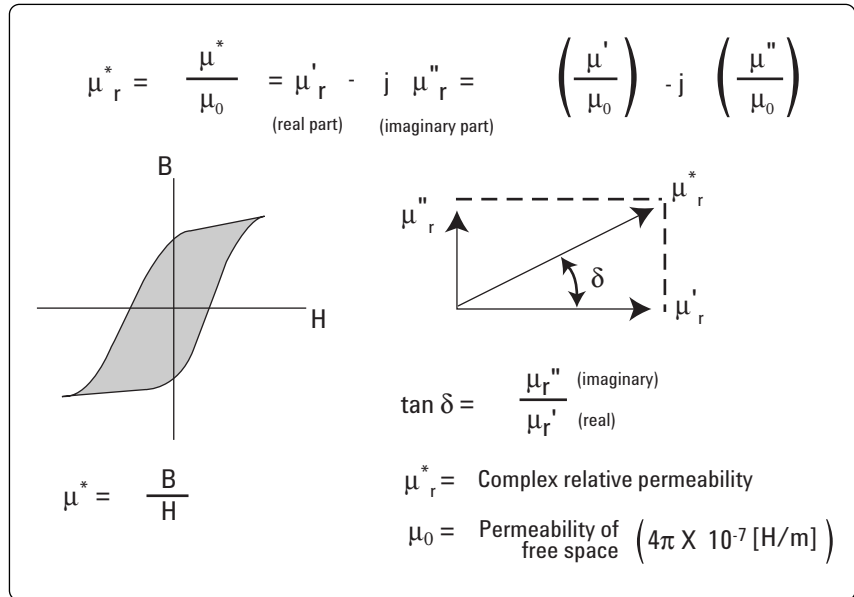 μ*r = μ*/μ0 = μ'r - j μ"r = (μ'/μ0) - j (μ"/μ0)
(real part) (imaginary part)
B
H
μ* = B/H
μ"r
μ*r
δ
μ'r
tan δ = μr"/μr' (imaginary) (real)
μ*r = Complex relative permeability
μ0 = Permeability of
free space (4π X 10-7 [H/m])